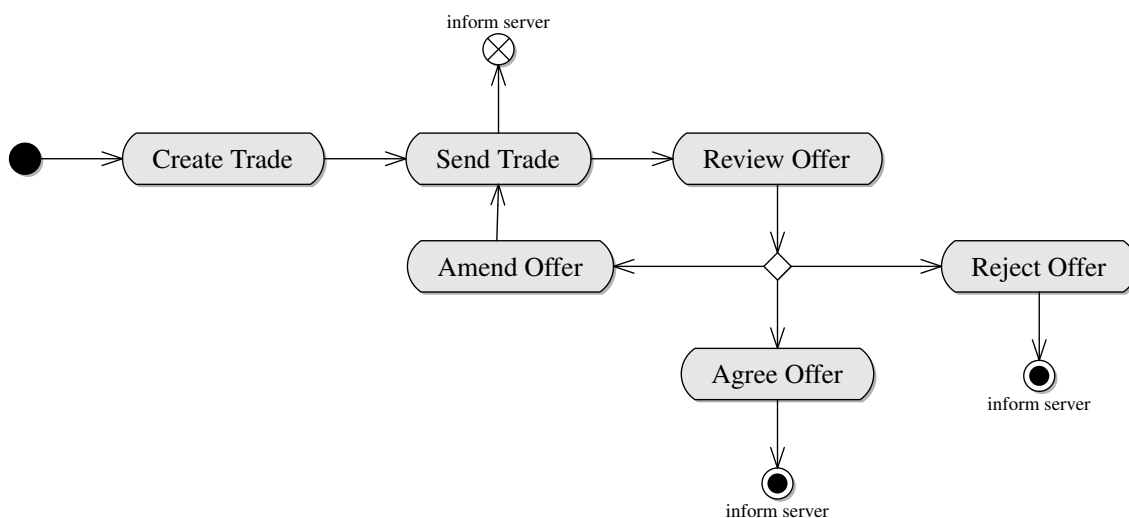 inform server
Create Trade
Send Trade
Review Offer
Amend Offer
Reject Offer
Agree Offer
inform server
inform server